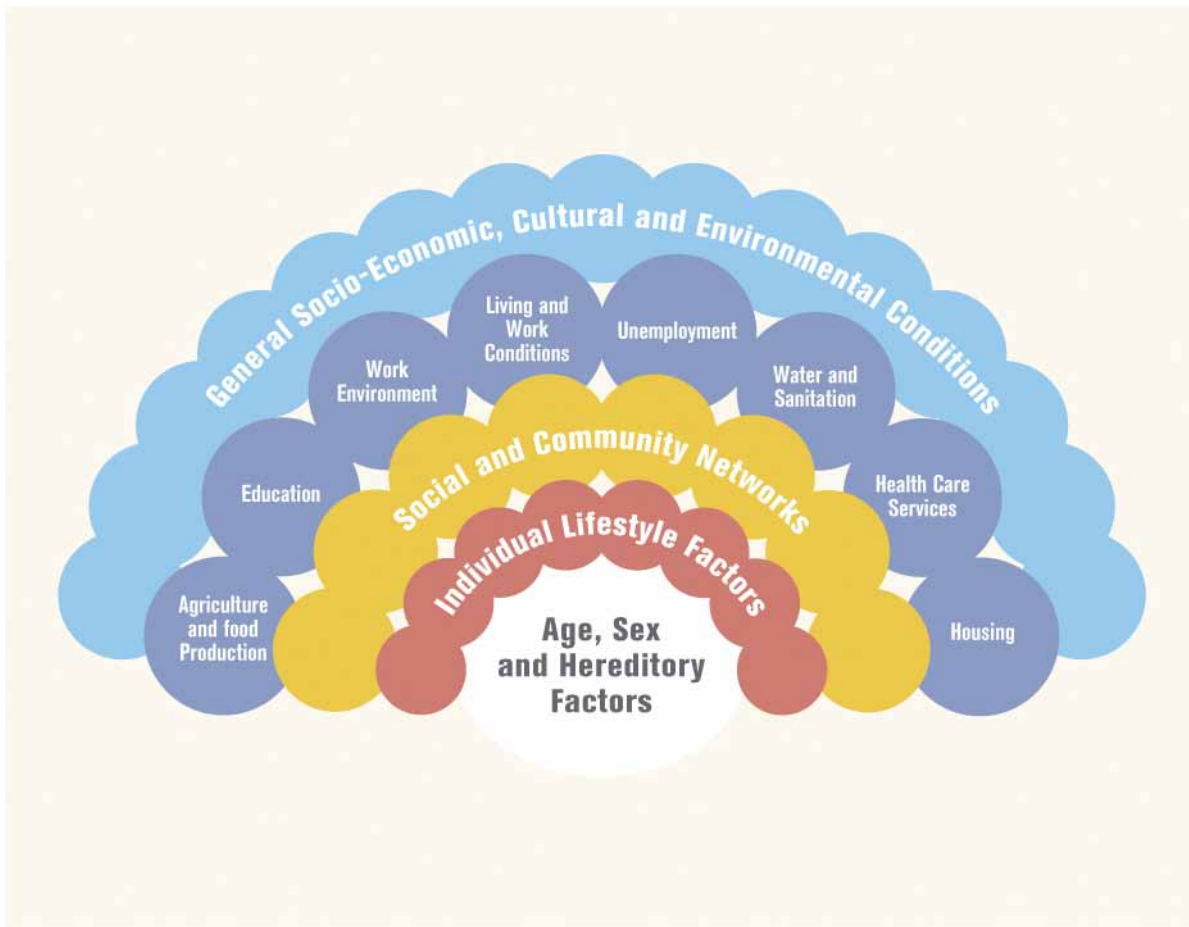 General Socio-Economic, Cultural and Environmental Conditions
Living and
Work
Conditions
Unemployment
Work
Environment
Water and
Sanitation
Education
Health Care
Services
Agriculture
and food
Production
Housing
Social and Community Networks
Individual Lifestyle Factors
Age, Sex
and Hereditory
Factors